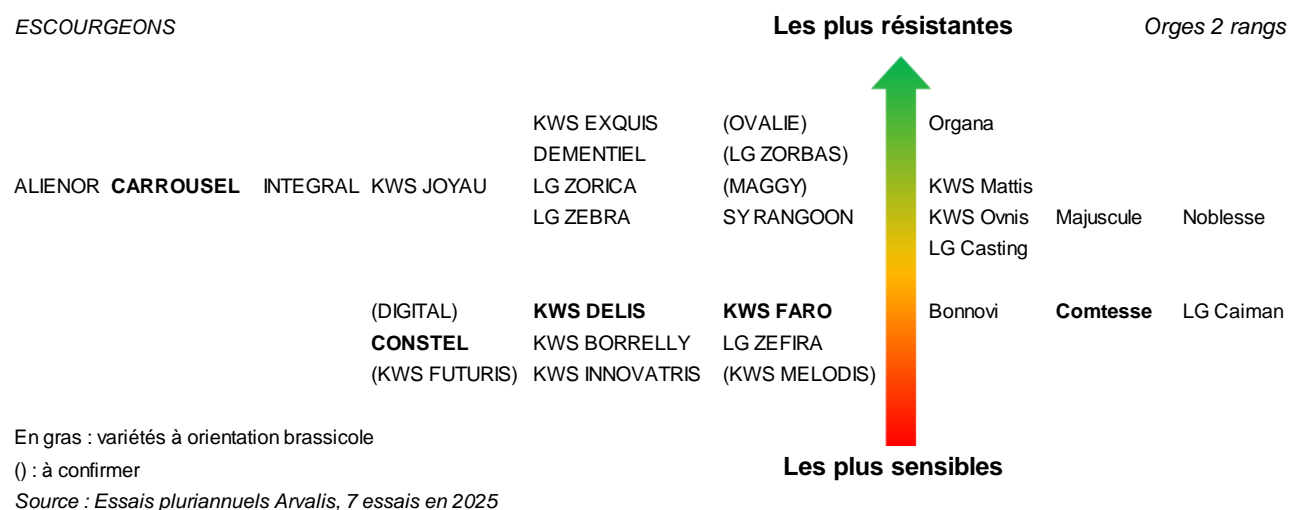 ESCOURGEONS Les plus résistantes Orges 2 rangs
KWS EXQUIS (OVALIE) Organa
DEMENTIEL (LG ZORBAS)
ALIENOR CARROUSEL INTEGRAL KWS JOYAU LG ZORICA (MAGGY) KWS Mattis
LG ZEBRA SY RANGOON KWS Ovnis Majuscule Noblesse
LG Casting
(DIGITAL) KWS DELIS KWS FARO Bonnovi Comtesse LG Caiman
CONSTEL KWS BORRELLY LG ZEFIRA
(KWS FUTURIS) KWS INNOVATRIS (KWS MELODIS)
En gras : variétés à orientation brassicole
() : à confirmer
Les plus sensibles
Source : Essais pluriannuels Arvalis, 7 essais en 2025